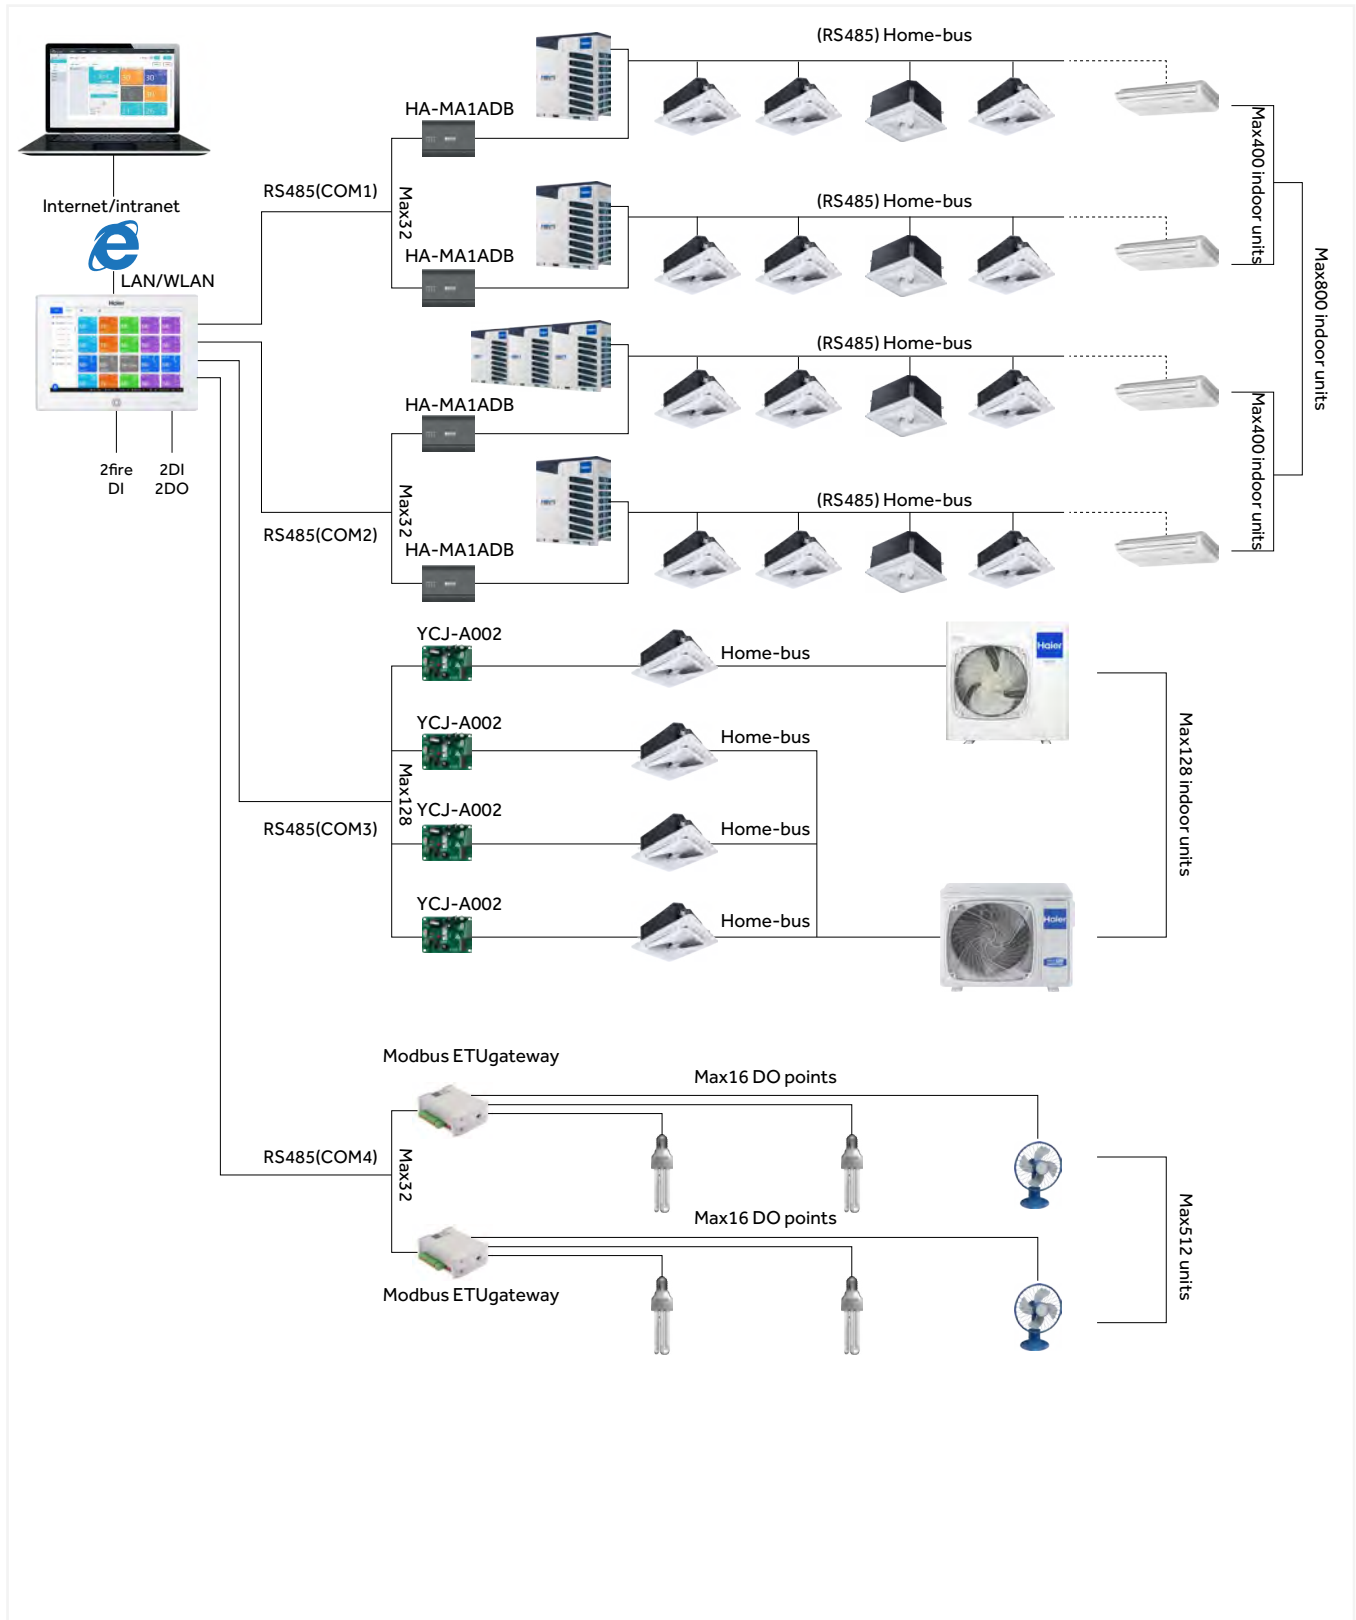 (RS485) Home-bus
HA-MA1ADB
RS485(COM1)
Max32
Internet/intranet
(RS485) Home-bus
HA-MA1ADB
LAN/WLAN
Haier
Max400 indoor units
Max800 indoor units
(RS485) Home-bus
HA-MA1ADB
2fire
DI
2DI
2DO
Max32
(RS485) Home-bus
RS485(COM2)
HA-MA1ADB
Max400 indoor units
YCJ-A002
Home-bus
Haier
YCJ-A002
Home-bus
Max128
YCJ-A002
RS485(COM3)
Home-bus
Max128 indoor units
YCJ-A002
Home-bus
Haier
Modbus ETUgateway
Max16 DO points
RS485(COM4)
Max32
Max16 DO points
Modbus ETUgateway
Max512 units